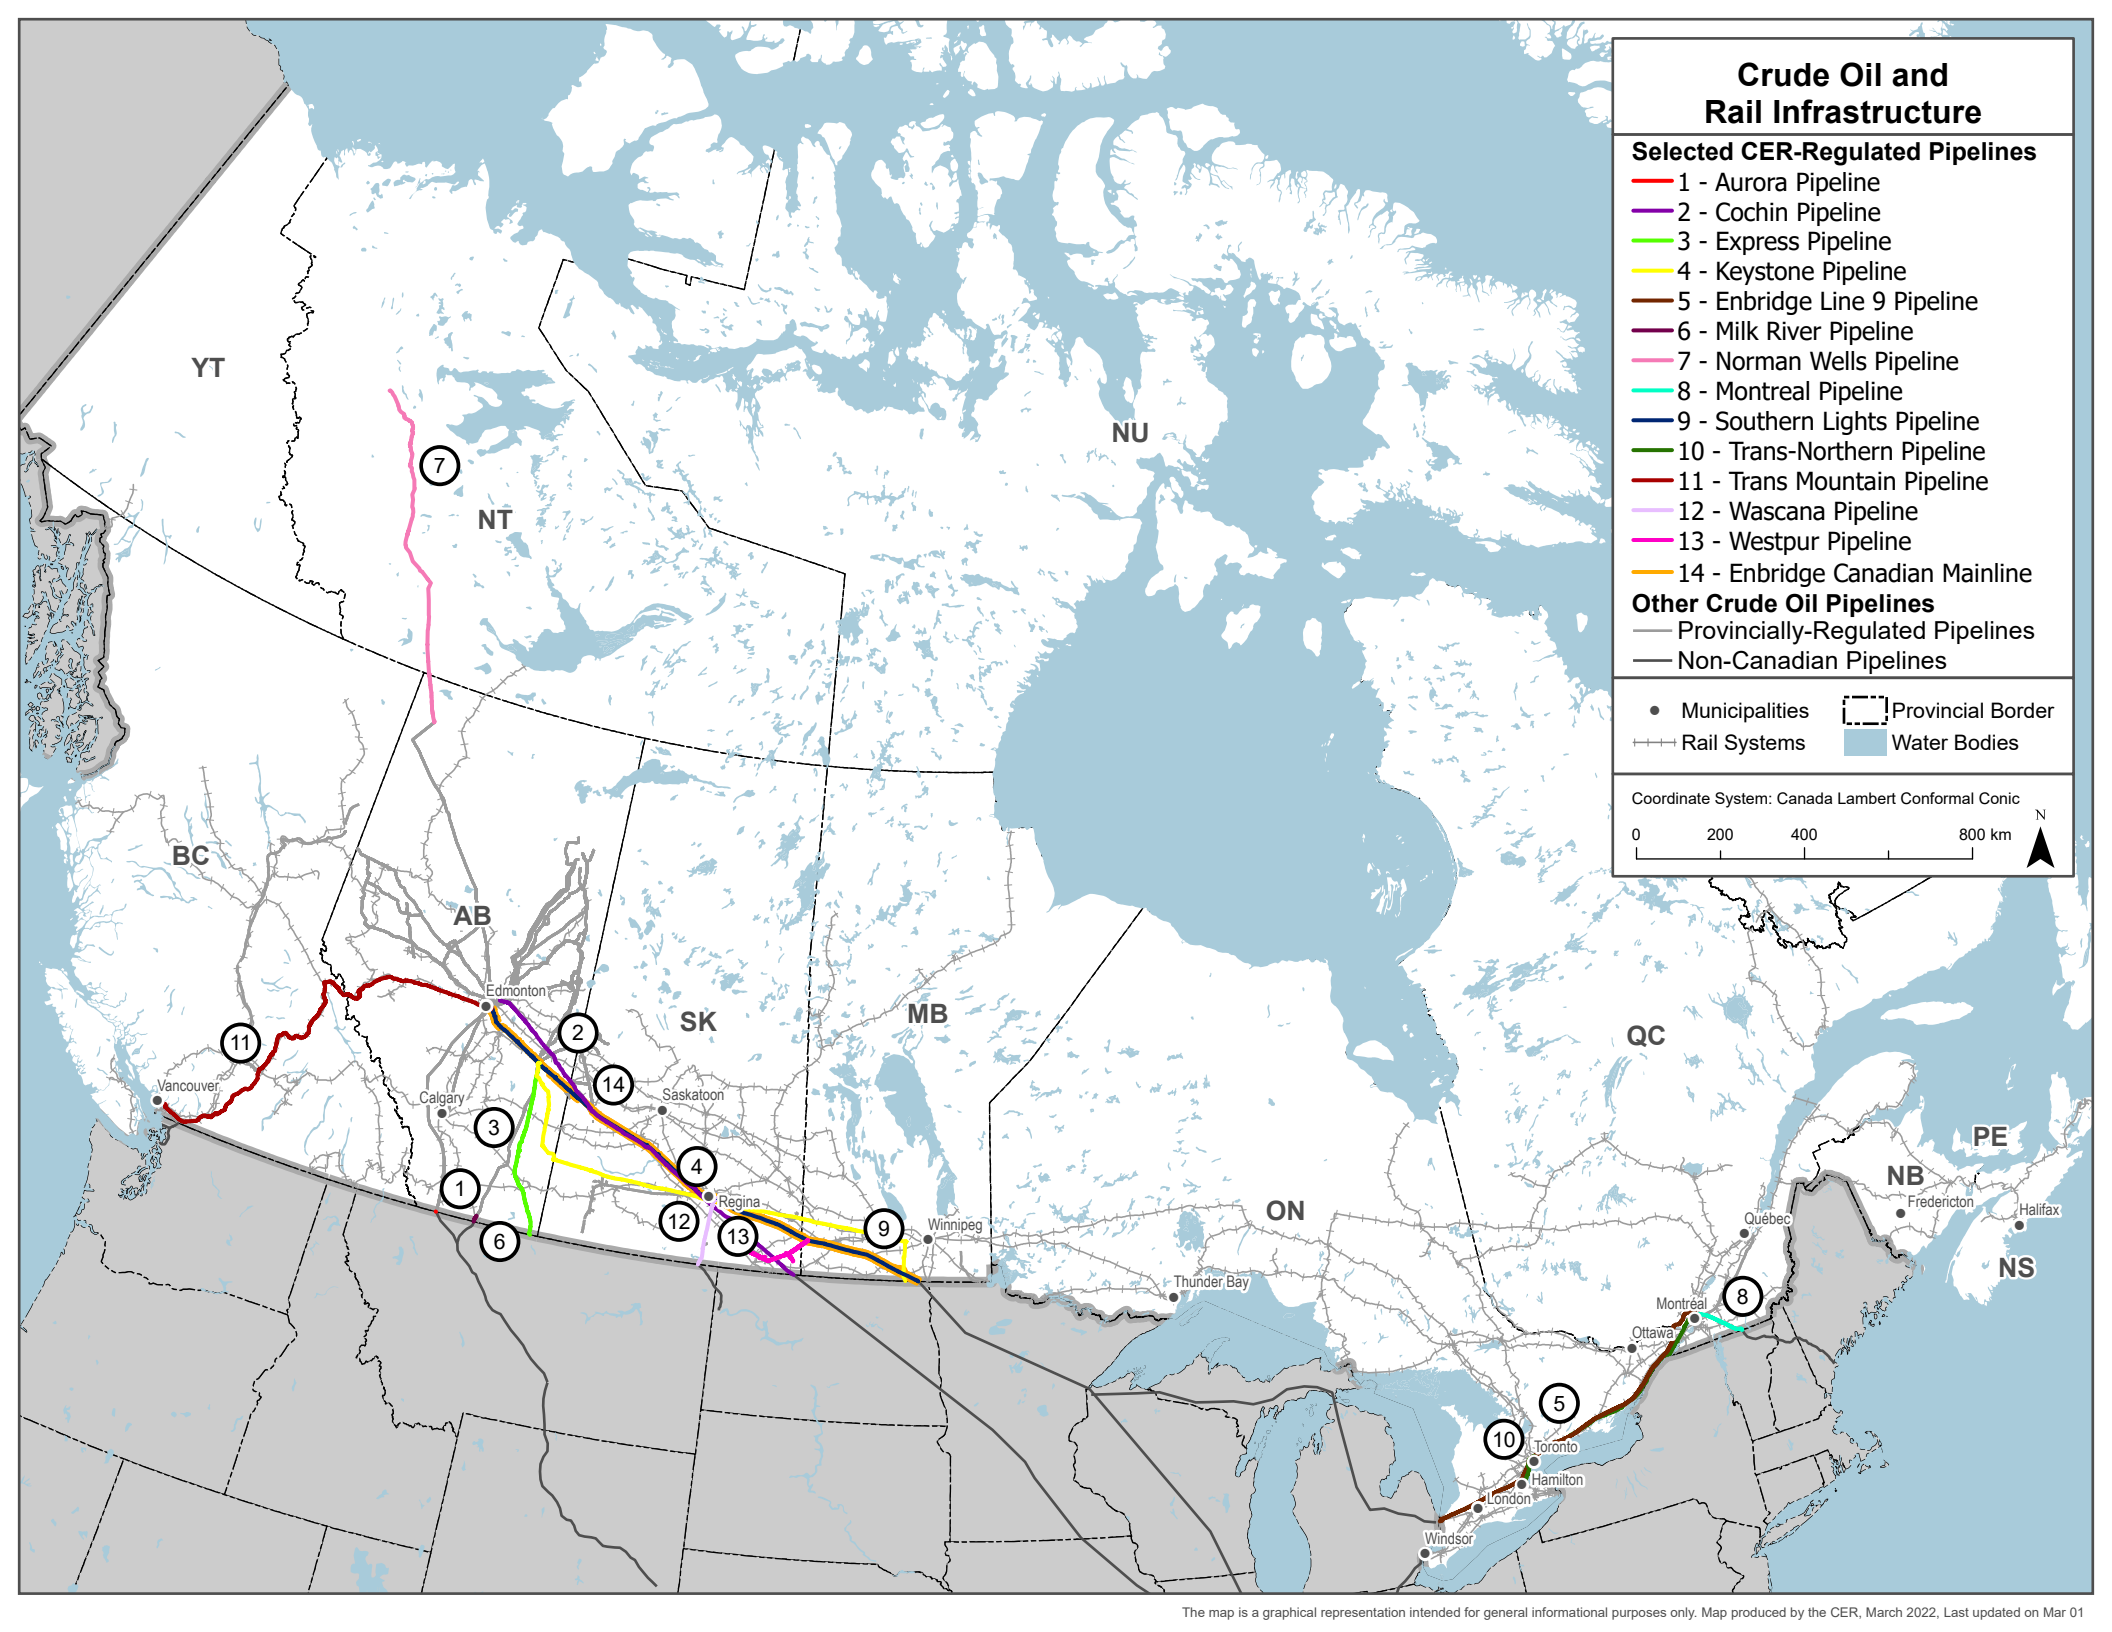 Crude Oil and
Rail Infrastructure
Selected CER-Regulated Pipelines
1 - Aurora Pipeline
2 - Cochin Pipeline
3 - Express Pipeline
4 - Keystone Pipeline
5 - Enbridge Line 9 Pipeline
6 - Milk River Pipeline
7 - Norman Wells Pipeline
8 - Montreal Pipeline
9 - Southern Lights Pipeline
10 - Trans-Northern Pipeline
11 - Trans Mountain Pipeline
12 - Wascana Pipeline
13 - Westpur Pipeline
14 - Enbridge Canadian Mainline
Other Crude Oil Pipelines
Provincially-Regulated Pipelines
Non-Canadian Pipelines
Municipalities
Provincial Border
Rail Systems
Water Bodies
Coordinate System: Canada Lambert Conformal Conic
N
0 200 400 800 km
YT
NU
7
NT
BC
AB
Edmonton
SK
MB
2
QC
11
14
Vancouver
Calgary
Saskatoon
3
PE
4
NB
1
Regina
Fredericton
Halifax
12
ON
Québec
13
9
Winnipeg
6
NS
Thunder Bay
8
Montréal
Ottawa
5
10
Toronto
Hamilton
London
Windsor
The map is a graphical representation intended for general informational purposes only. Map produced by the CER, March 2022, Last updated on Mar 01